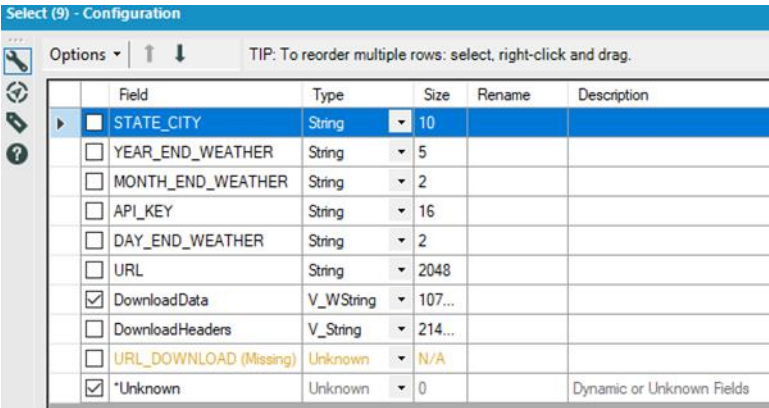 Select (9) - Configuration
Options TIP: To reorder multiple rows: select, right-click and drag.
Field Type Size Rename Description
STATE_CITY String 10
YEAR_END_WEATHER String 5
MONTH_END_WEATHER String 2
API_KEY String 16
DAY_END_WEATHER String 2
URL String 2048
DownloadData V_WString 107...
DownloadHeaders V_String 214...
URL_DOWNLOAD (Missing) Unknown N/A
*Unknown Unknown 0 Dynamic or Unknown Fields